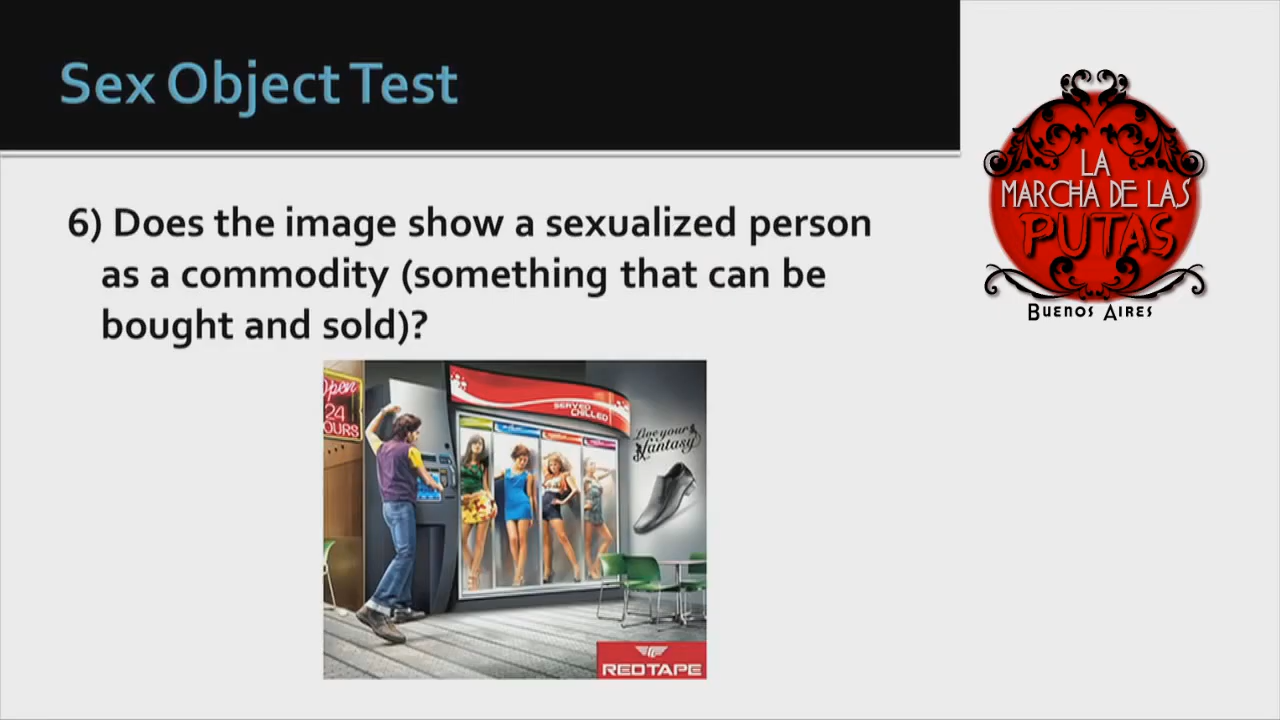 Sex Object Test
LA
MARCHA DE LAS
PUTAS
BUENOS AIRES
6) Does the image show a sexualized person
as a commodity (something that can be
bought and sold)?
Open
24
HOURS
SERVED
CHILLED
Live your
fantasy
REDTAPE